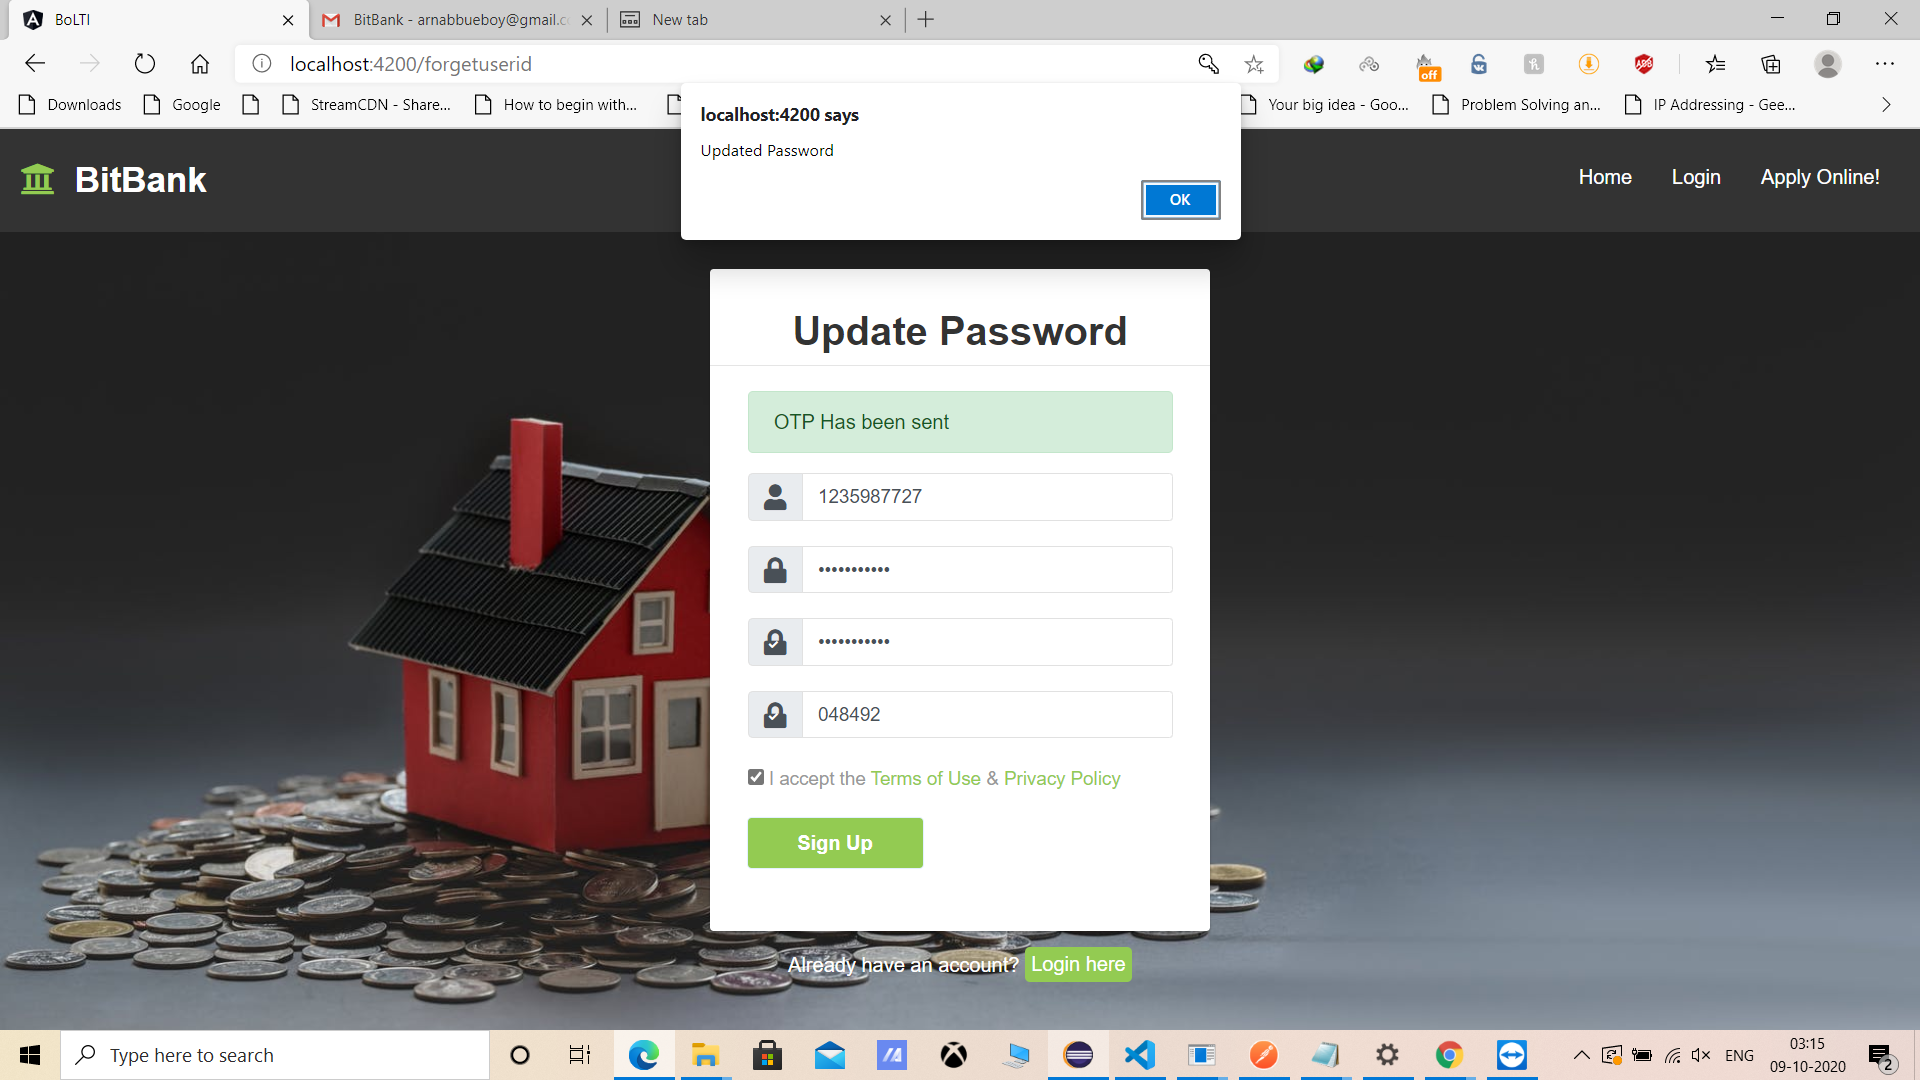 BoLTI
BitBank - arnabbueboy@gmail.c
New tab
localhost:4200/forgetuserid
off
Downloads
Google
StreamCDN - Share...
How to begin with...
Your big idea - Goo...
Problem Solving an...
IP Addressing - Gee...
localhost:4200 says
Updated Password
OK
BitBank
Home
Login
Apply Online!
Update Password
OTP Has been sent
1235987727
•••••••••••
•••••••••••
048492
I accept the Terms of Use & Privacy Policy
Sign Up
Already have an account? Login here
Type here to search
ENG
03:15
09-10-2020
2